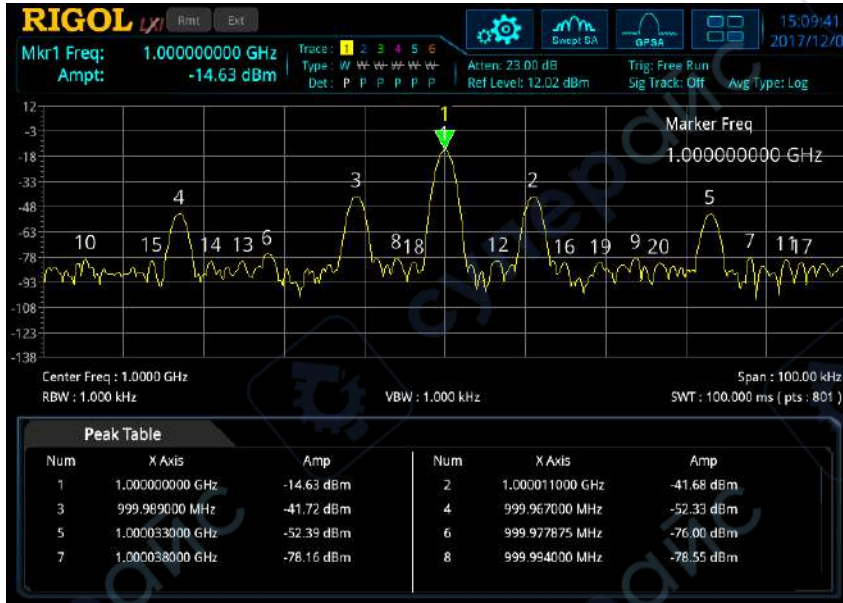 RIGOL LXI Rmt Ext
Swept SA GPSA
15:09:41
2017/12/0
Mkr1 Freq: 1.000000000 GHz
Ampt: -14.63 dBm
Trace: 1 2 3 4 5 6
Type: W W W W W W
Det: P P P P P P
Atten: 23.00 dB
Ref Level: 12.02 dBm
Trig: Free Run
Sig Track: Off Avg Type: Log
12
-3
-18
-33
-48
-63
-78
-93
-108
-123
-138
Marker Freq
1.000000000 GHz
1
1
3 2
4 5
10 15 14 13 6 8 18 12 16 19 9 20 7 11 17
Center Freq : 1.0000 GHz Span : 100.00 kHz
RBW : 1.000 kHz VBW : 1.000 kHz SWT : 100.000 ms ( pts : 801 )
Peak Table
Num X Axis Amp Num X Axis Amp
1 1.000000000 GHz -14.63 dBm 2 1.000011000 GHz -41.68 dBm
3 999.989000 MHz -41.72 dBm 4 999.967000 MHz -52.33 dBm
5 1.000033000 GHz -52.39 dBm 6 999.977875 MHz -76.00 dBm
7 1.000038000 GHz -78.16 dBm 8 999.994000 MHz -78.55 dBm
суперайс